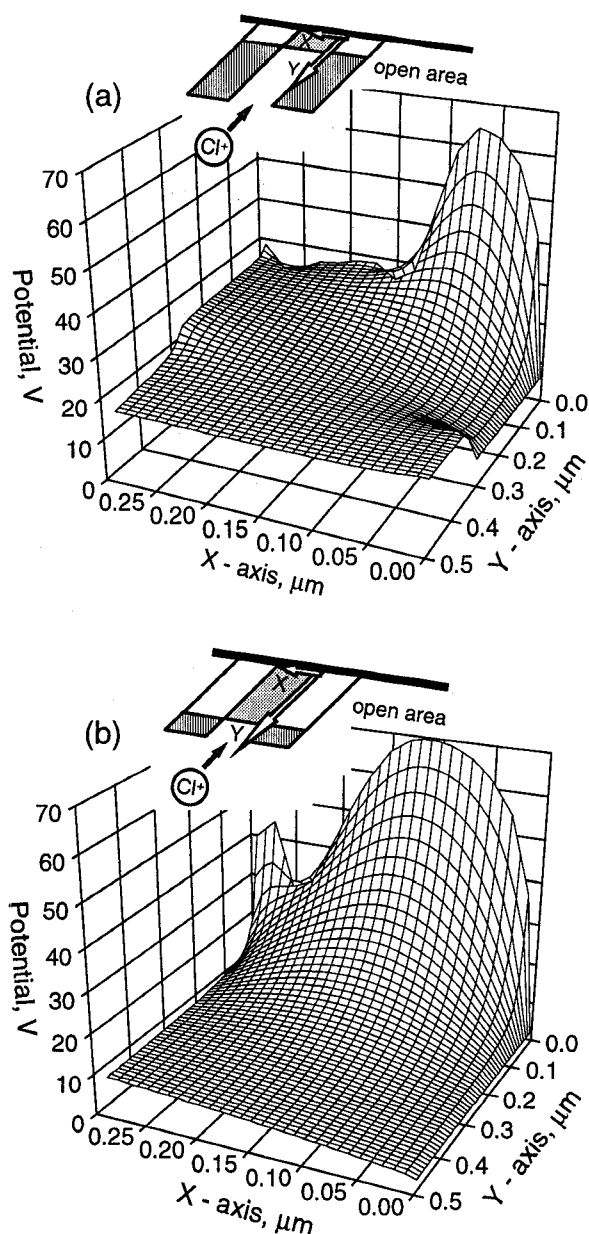 X
Y
open area
(a)
Cl+
70
60
50
40
30
20
10
0
Potential, V
0.25
0.20
0.15
0.10
0.05
0.00
X - axis, μm
0.0
0.1
0.2
0.3
0.4
0.5
Y - axis, μm
X
open area
(b)
Y
Cl+
70
60
50
40
30
20
10
0
Potential, V
0.25
0.20
0.15
0.10
0.05
0.00
X - axis, μm
0.0
0.1
0.2
0.3
0.4
0.5
Y - axis, μm